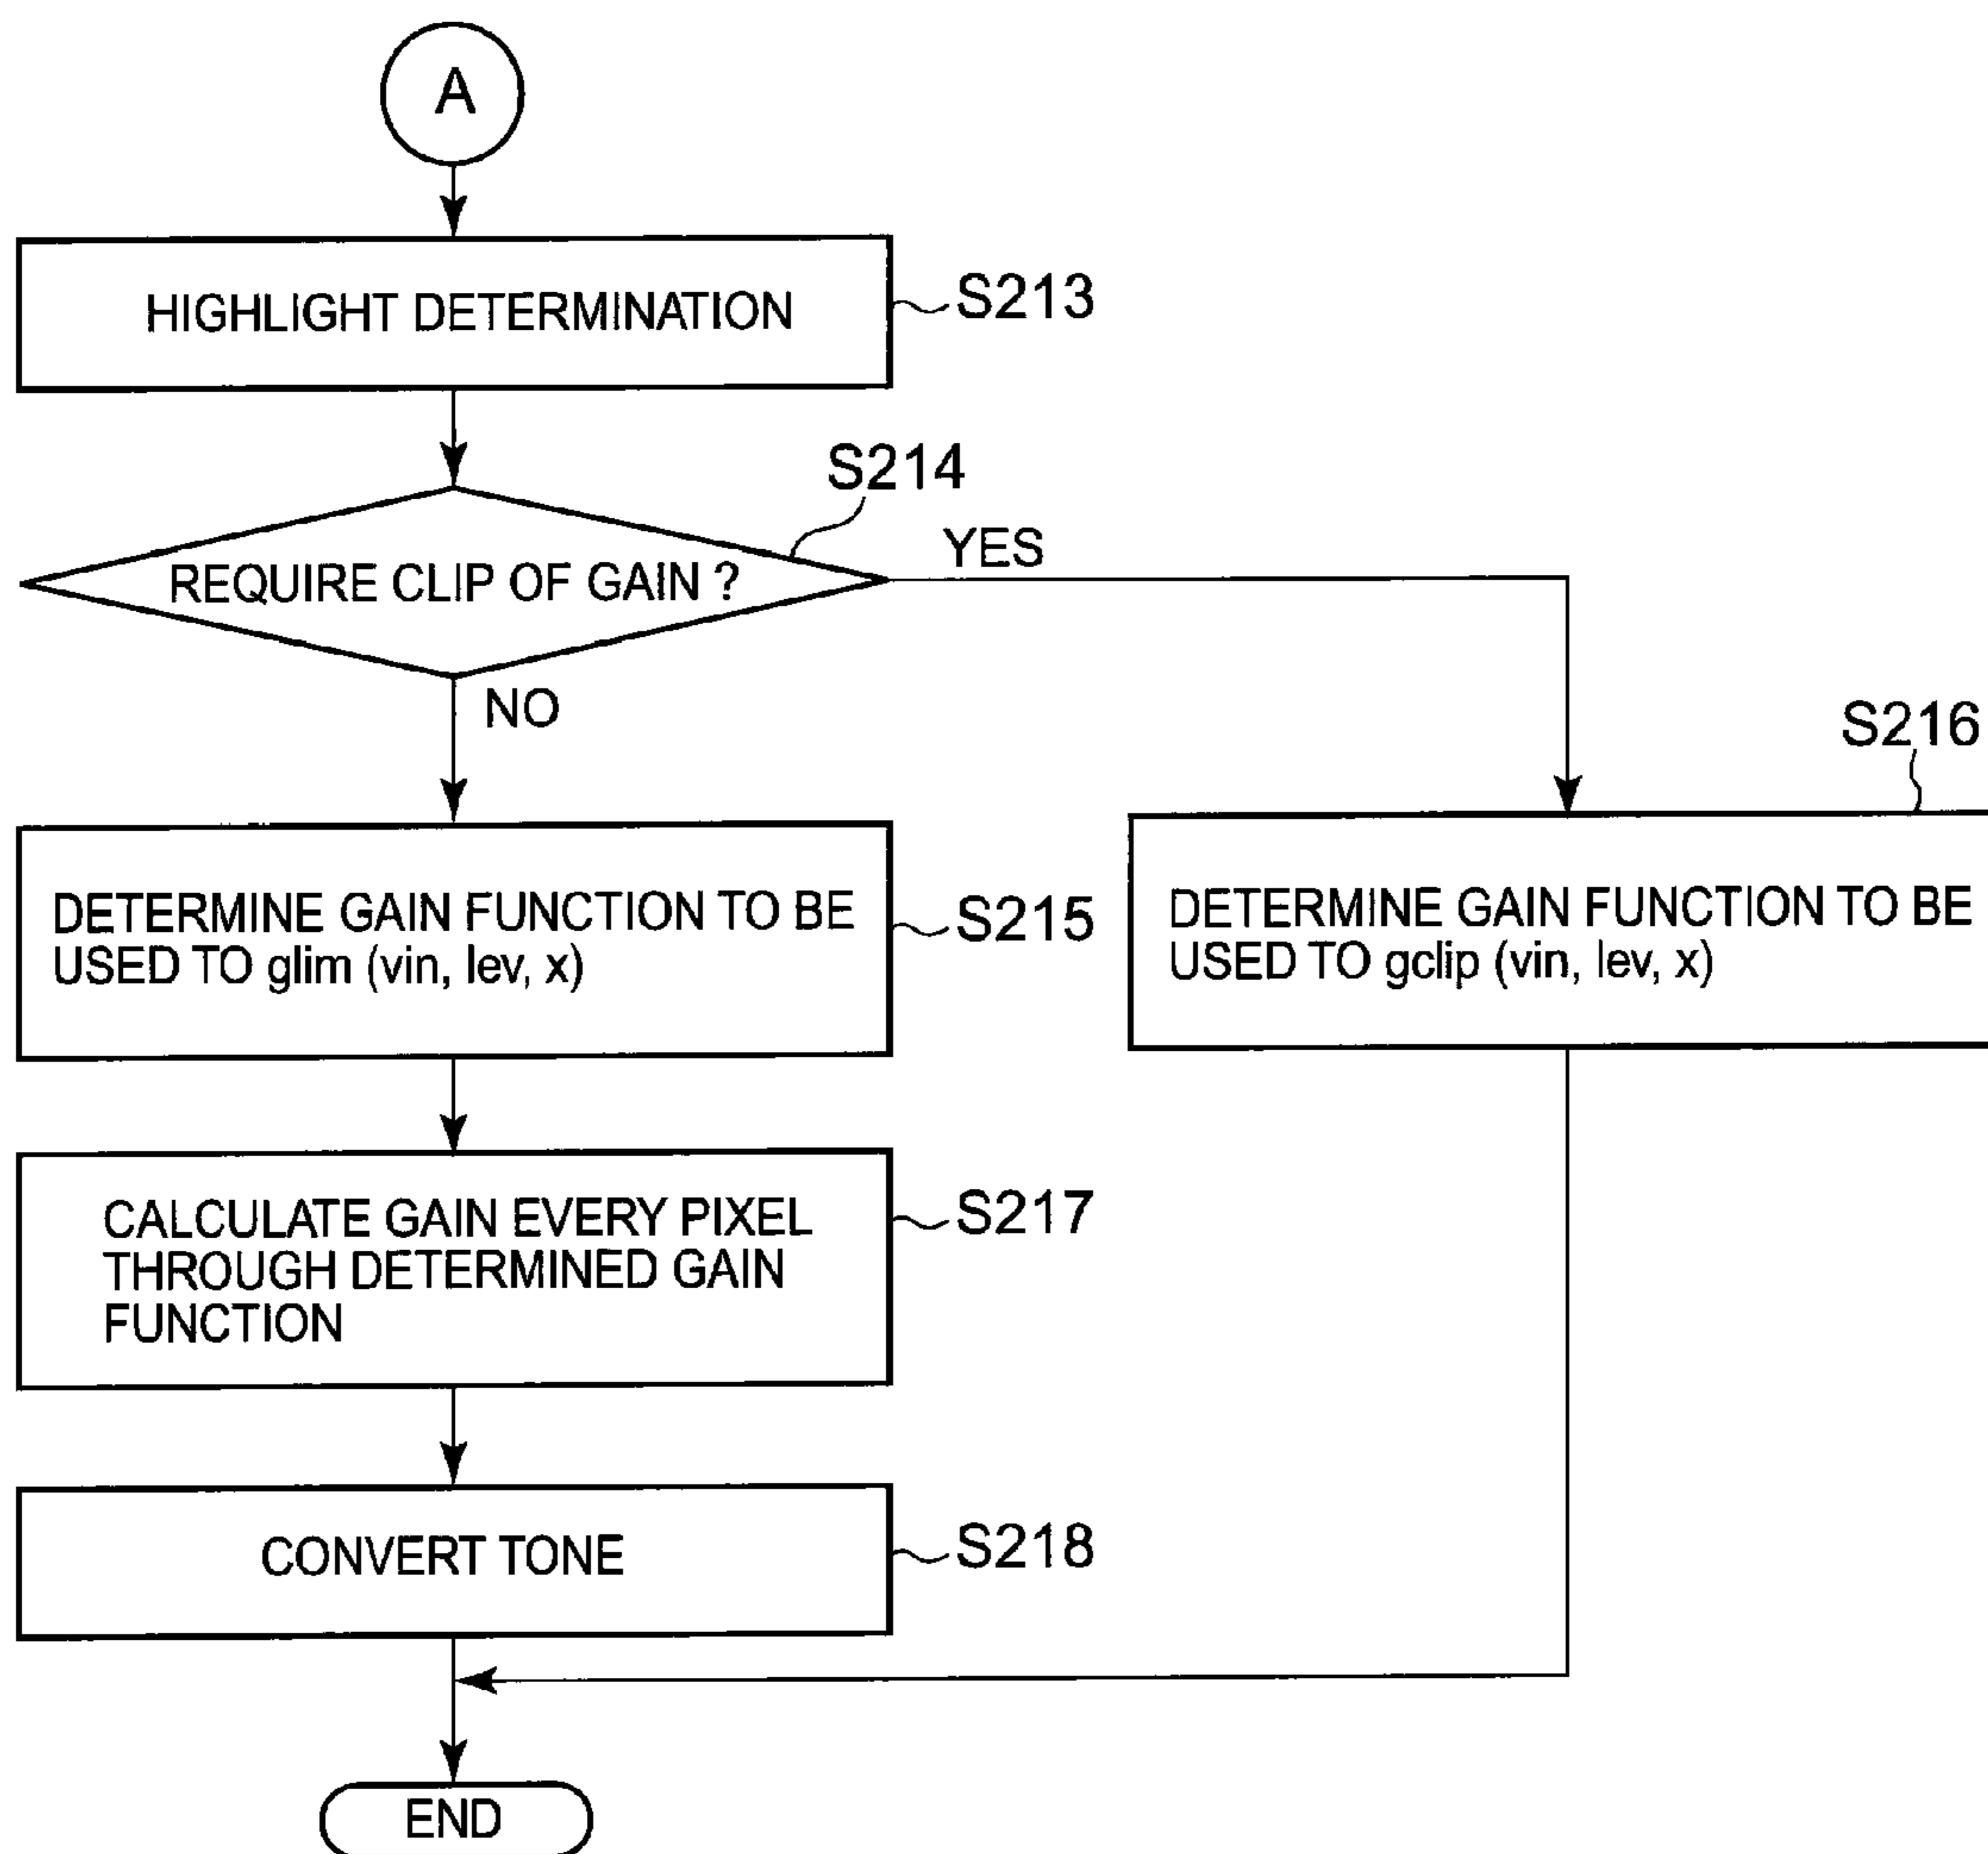 A
HIGHLIGHT DETERMINATION
S213
S214
REQUIRE CLIP OF GAIN ?
YES
NO
DETERMINE GAIN FUNCTION TO BE
USED TO glim (vin, lev, x)
S215
S216
DETERMINE GAIN FUNCTION TO BE
USED TO gclip (vin, lev, x)
CALCULATE GAIN EVERY PIXEL
THROUGH DETERMINED GAIN
FUNCTION
S217
CONVERT TONE
S218
END